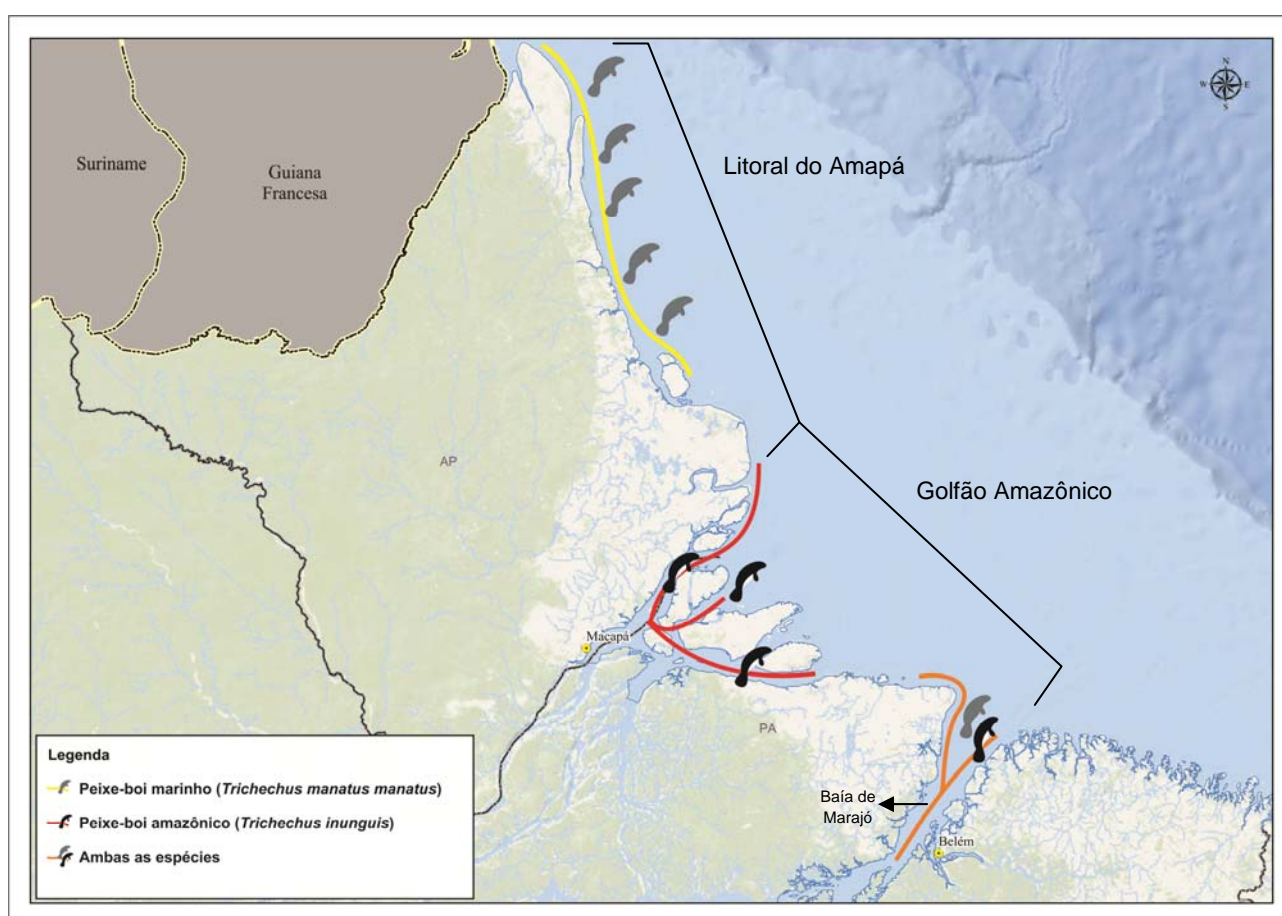 N
W E
S
Suriname
Guiana
Francesa
Litoral do Amapá
AP
Golfão Amazônico
Macapá
PA
Baía de
Marajó
Belém
Legenda
Peixe-boi marinho (Trichechus manatus manatus)
Peixe-boi amazônico (Trichechus inunguis)
Ambas as espécies